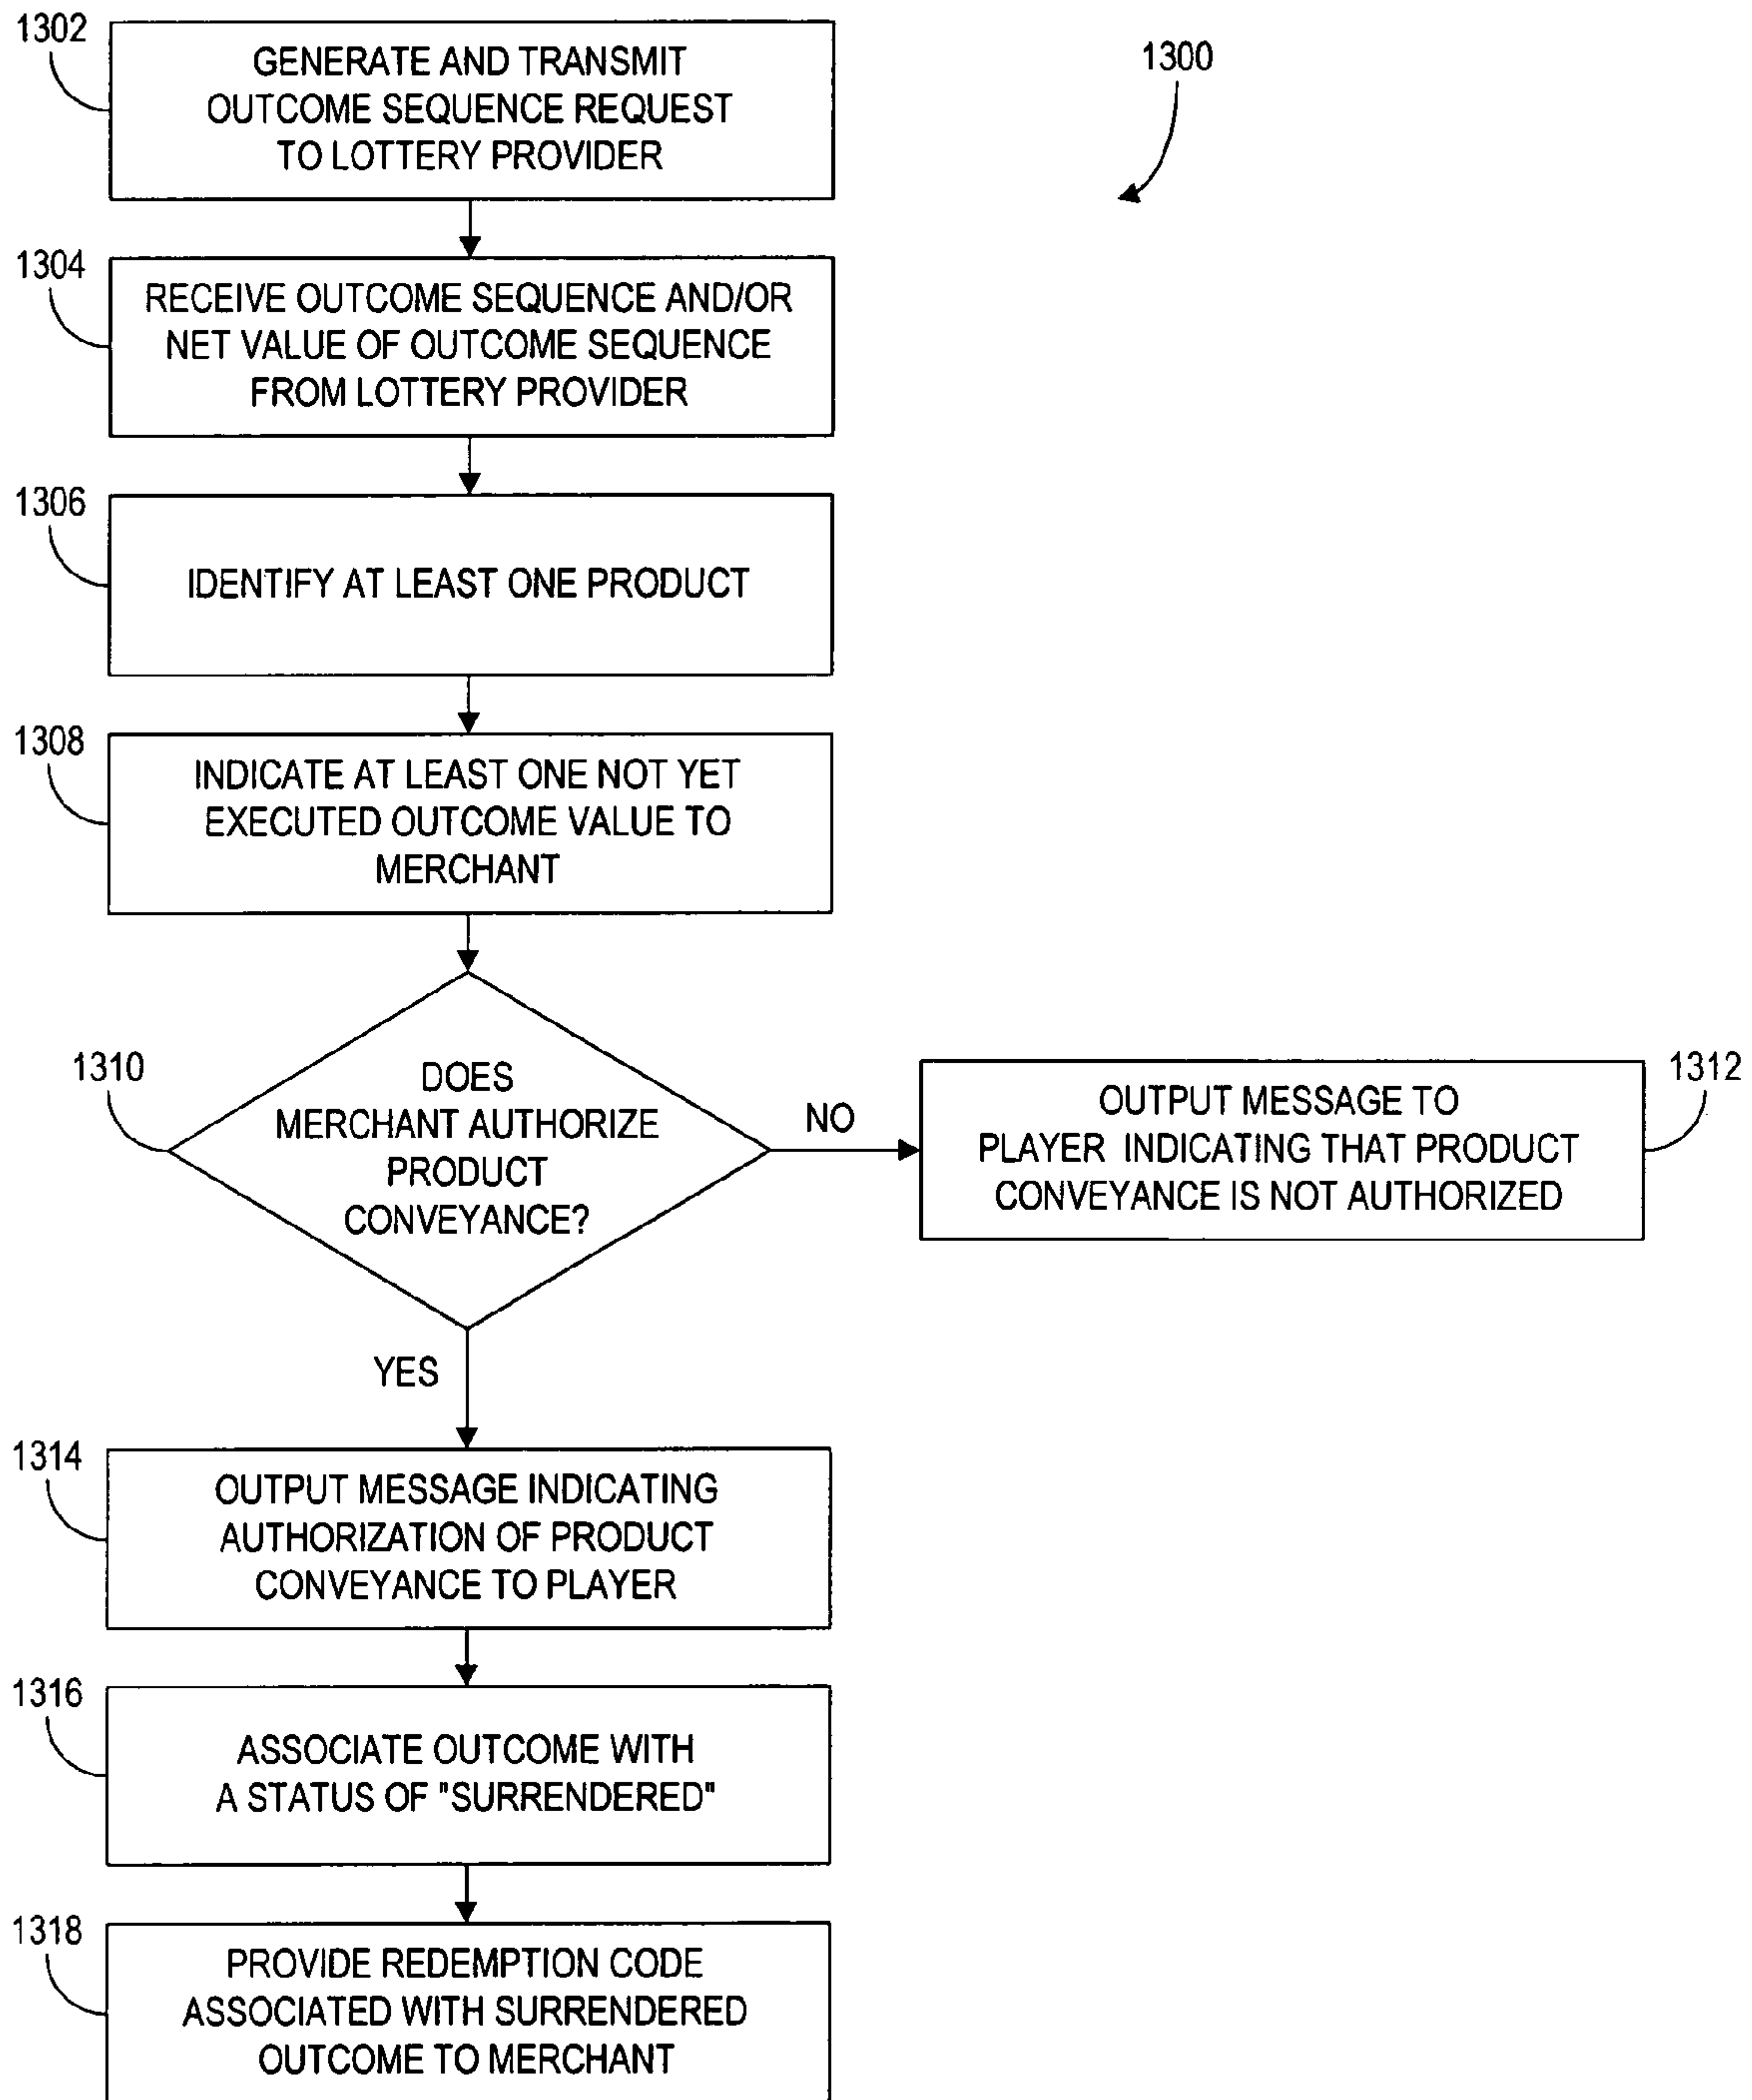 1302
GENERATE AND TRANSMIT
OUTCOME SEQUENCE REQUEST
TO LOTTERY PROVIDER
1300
1304
RECEIVE OUTCOME SEQUENCE AND/OR
NET VALUE OF OUTCOME SEQUENCE
FROM LOTTERY PROVIDER
1306
IDENTIFY AT LEAST ONE PRODUCT
1308
INDICATE AT LEAST ONE NOT YET
EXECUTED OUTCOME VALUE TO
MERCHANT
1310
DOES
MERCHANT AUTHORIZE
PRODUCT
CONVEYANCE?
NO
1312
OUTPUT MESSAGE TO
PLAYER INDICATING THAT PRODUCT
CONVEYANCE IS NOT AUTHORIZED
YES
1314
OUTPUT MESSAGE INDICATING
AUTHORIZATION OF PRODUCT
CONVEYANCE TO PLAYER
1316
ASSOCIATE OUTCOME WITH
A STATUS OF "SURRENDERED"
1318
PROVIDE REDEMPTION CODE
ASSOCIATED WITH SURRENDERED
OUTCOME TO MERCHANT